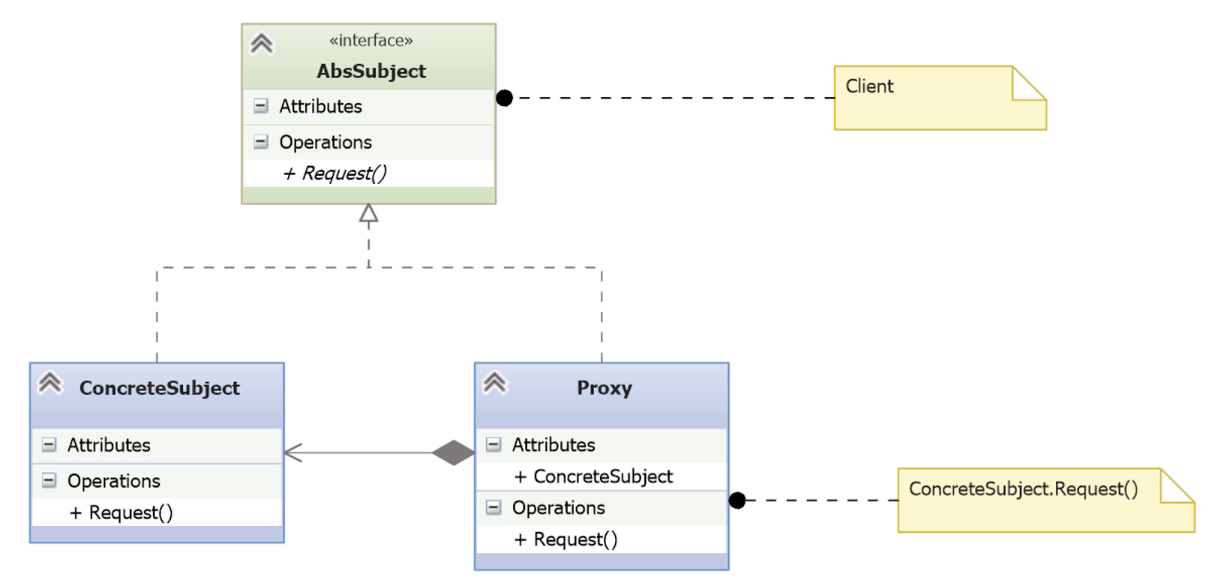 «interface»
AbsSubject
Attributes
Operations
+ Request()
Client
ConcreteSubject
Attributes
Operations
+ Request()
Proxy
Attributes
+ ConcreteSubject
Operations
+ Request()
ConcreteSubject.Request()